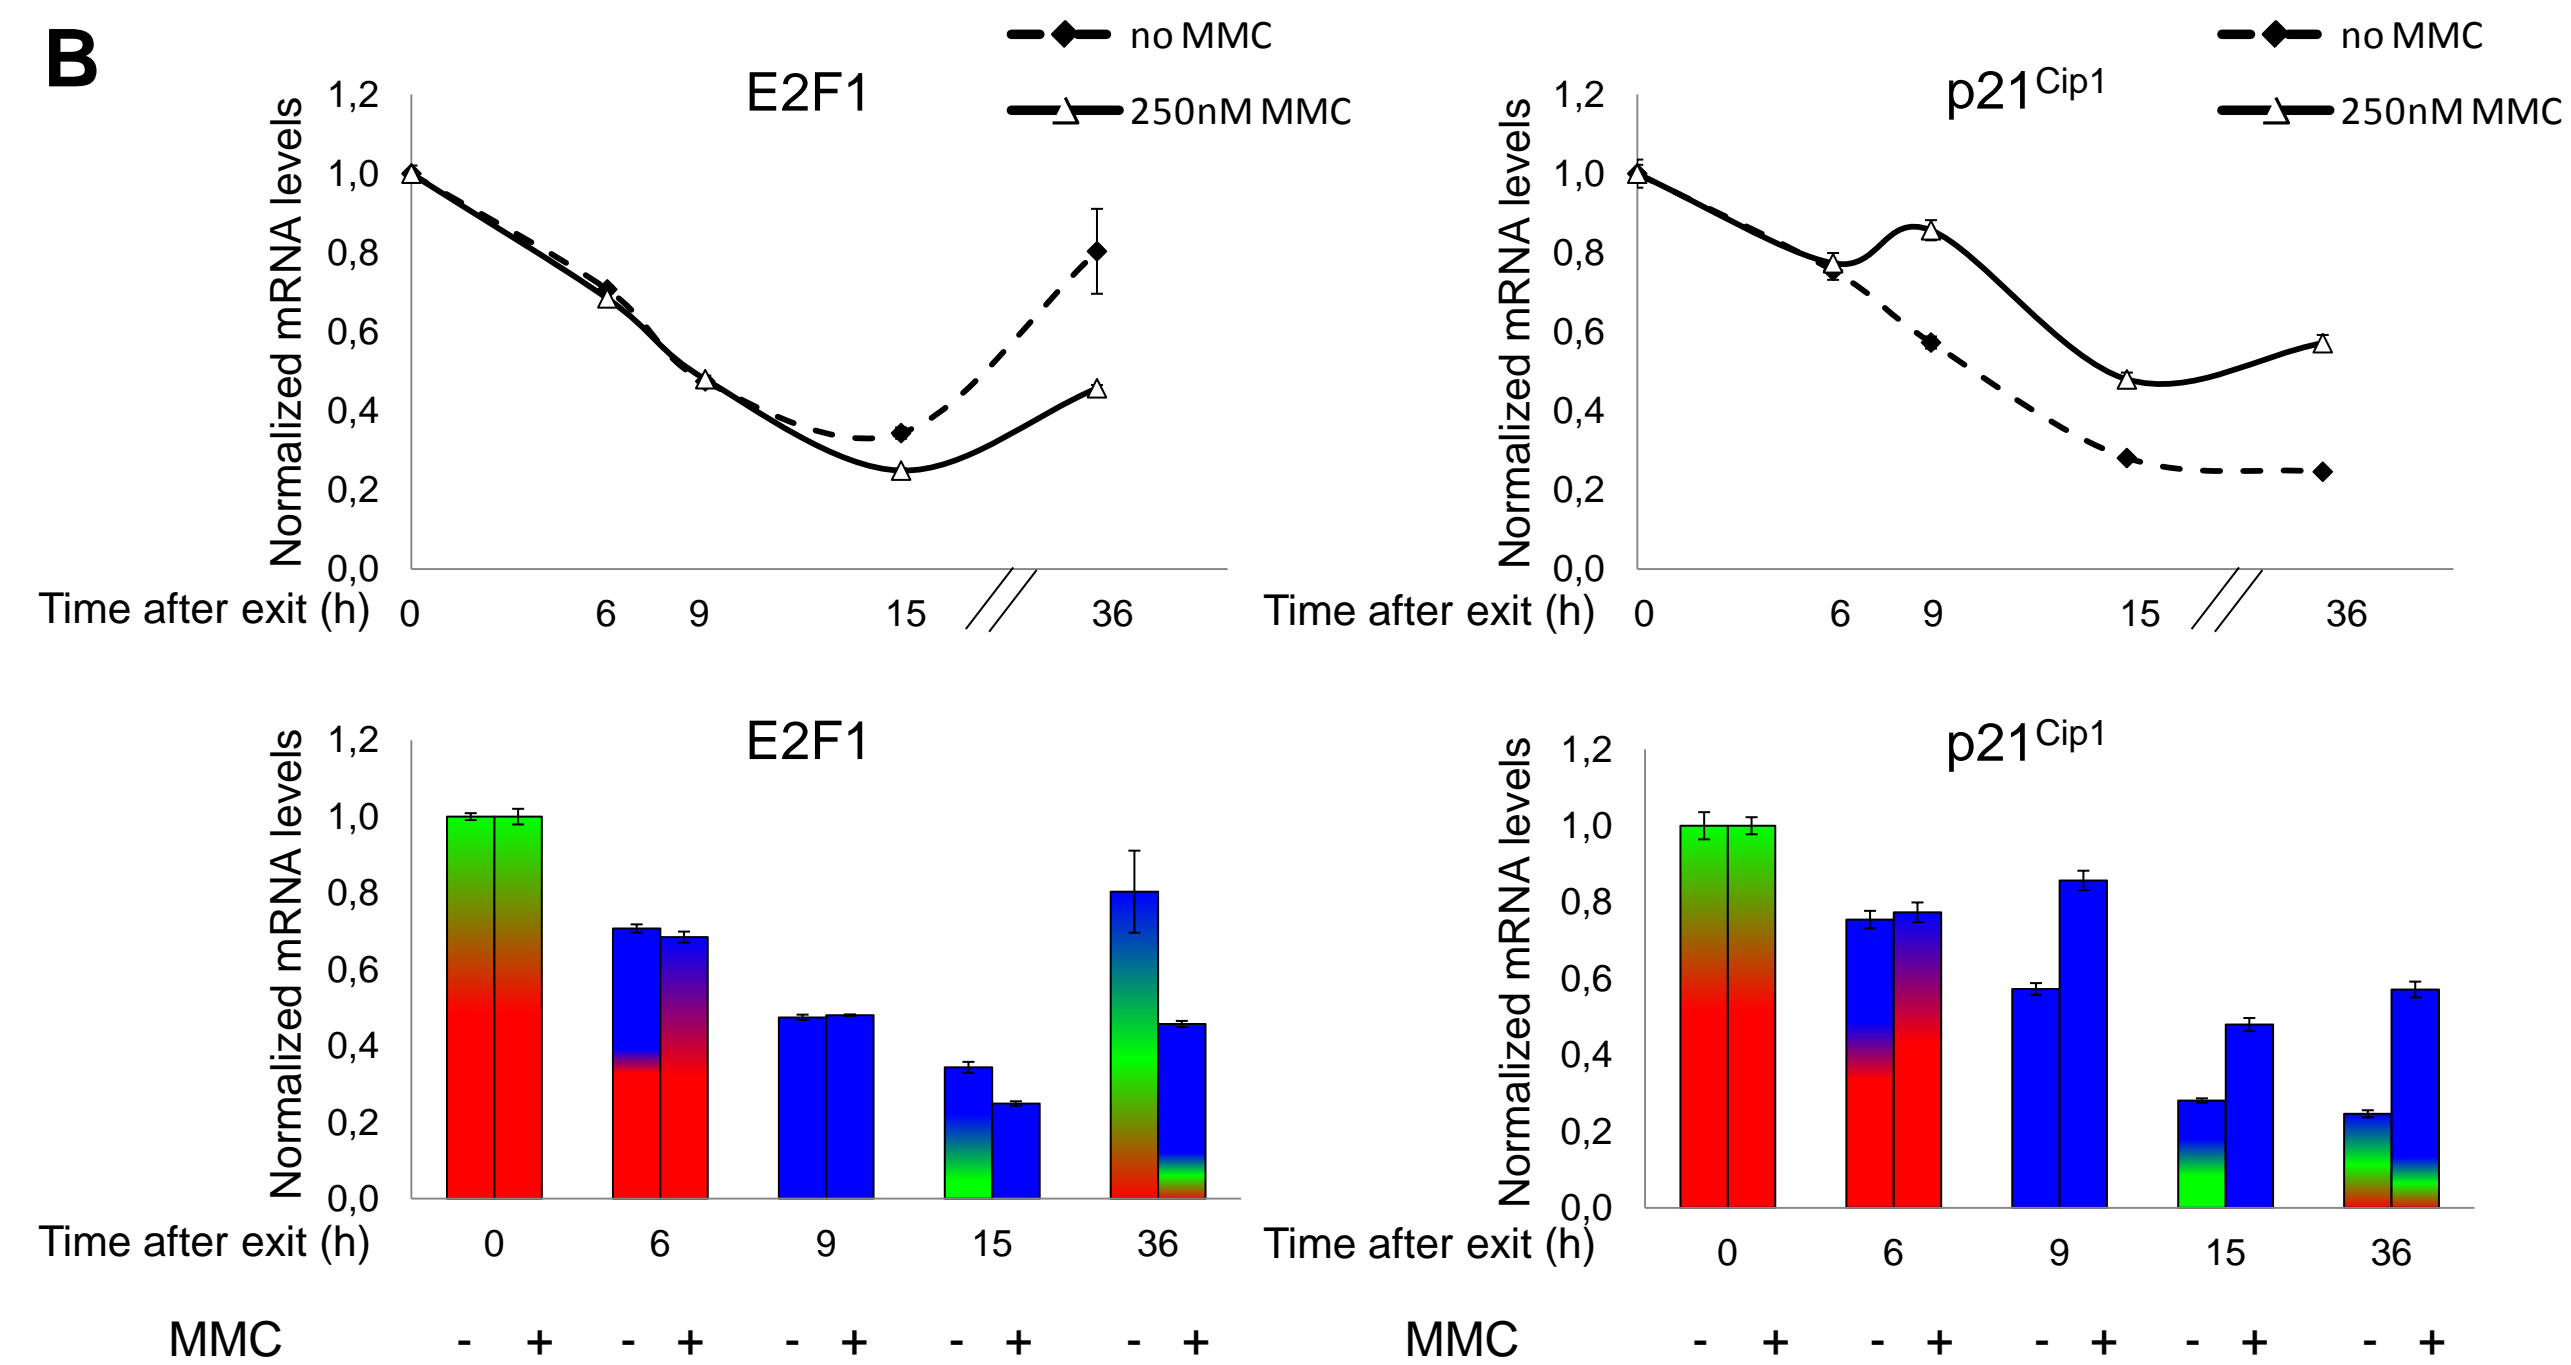 B
no MMC
250nM MMC
E2F1
Normalized mRNA levels
1,2
1,0
0,8
0,6
0,4
0,2
0,0
Time after exit (h) 0 6 9 15 36
no MMC
250nM MMC
p21Cip1
Normalized mRNA levels
1,2
1,0
0,8
0,6
0,4
0,2
0,0
Time after exit (h) 0 6 9 15 36
E2F1
Normalized mRNA levels
1,2
1,0
0,8
0,6
0,4
0,2
0,0
Time after exit (h) 0 6 9 15 36
MMC - + - + - + - + - +
p21Cip1
Normalized mRNA levels
1,2
1,0
0,8
0,6
0,4
0,2
0,0
Time after exit (h) 0 6 9 15 36
MMC - + - + - + - + - +